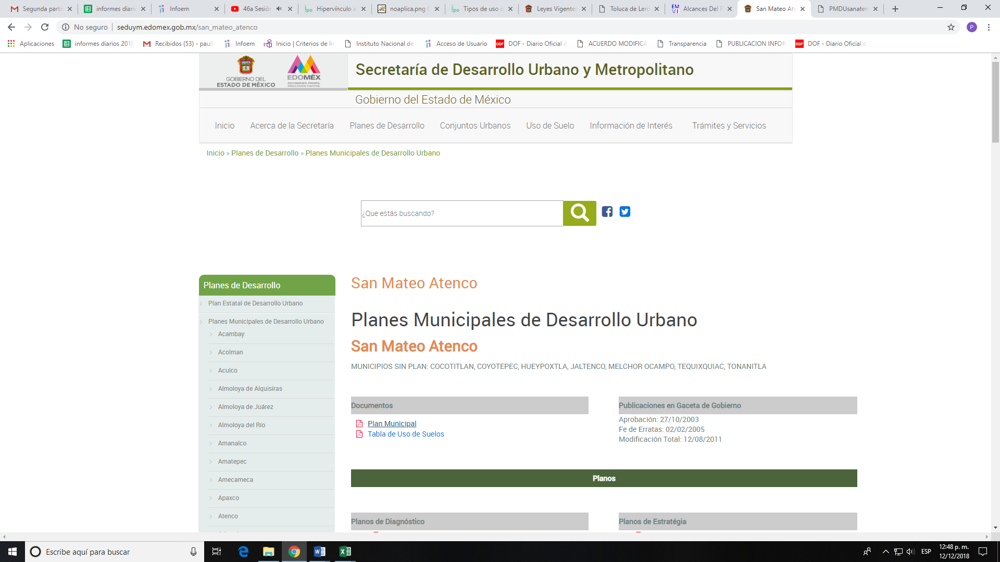 Segunda parte
informes diari
Infoem
46a Sesión
Hipervínculo a
noaplica.png (
Tipos de uso d
Leyes Vigentes
Toluca de Lerd
Alcances Del P
San Mateo Ate
PMDUsanaten
No seguro
seduym.edomex.gob.mx/san_mateo_atenco
P
Aplicaciones
informes diarios 2018
Recibidos (53) - pauli
Infoem
Inicio | Criterios de In
Instituto Nacional de
Acceso de Usuario
DOF - Diario Oficial d
ACUERDO MODIFICA
Transparencia
PUBLICACION INFOR
DOF - Diario Oficial d
GOBIERNO DEL
ESTADO DE MÉXICO
EDOMÉX
DECISIONES FIRMES, RESULTADOS FUERTES.
Secretaría de Desarrollo Urbano y Metropolitano
Gobierno del Estado de México
Inicio
Acerca de la Secretaría
Planes de Desarrollo
Conjuntos Urbanos
Uso de Suelo
Información de Interés
Trámites y Servicios
Inicio » Planes de Desarrollo » Planes Municipales de Desarrollo Urbano
¿Que estás buscando?
Planes de Desarrollo
Plan Estatal de Desarrollo Urbano
Planes Municipales de Desarrollo Urbano
Acambay
Acolman
Aculco
Almoloya de Alquisiras
Almoloya de Juárez
Almoloya del Río
Amanalco
Amatepec
Amecameca
Apaxco
Atenco
San Mateo Atenco
Planes Municipales de Desarrollo Urbano
San Mateo Atenco
MUNICIPIOS SIN PLAN: COCOTITLAN, COYOTEPEC, HUEYPOXTLA, JALTENCO, MELCHOR OCAMPO, TEQUIXQUIAC, TONANITLA
Documentos
Plan Municipal
Tabla de Uso de Suelos
Publicaciones en Gaceta de Gobierno
Aprobación: 27/10/2003
Fe de Erratas: 02/02/2005
Modificación Total: 12/08/2011
Planos
Planos de Diagnóstico
Planos de Estratégia
Escribe aquí para buscar
ESP
12:48 p. m.
12/12/2018